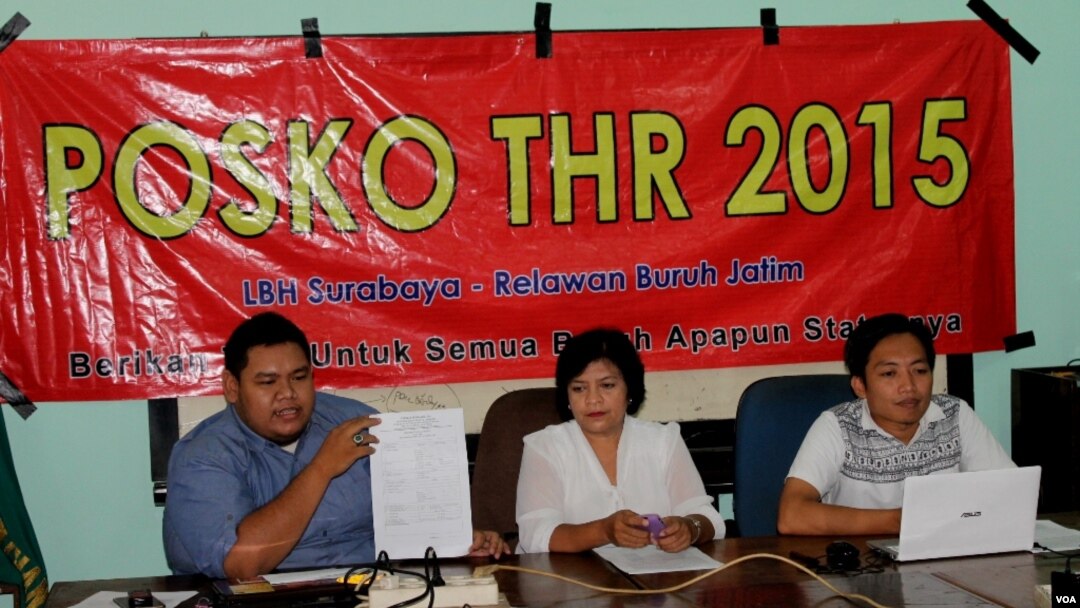 POSKO THR 2015
LBH Surabaya - Relawan Buruh Jatim
Berikan Untuk Semua Apapun
ASUS
VOA